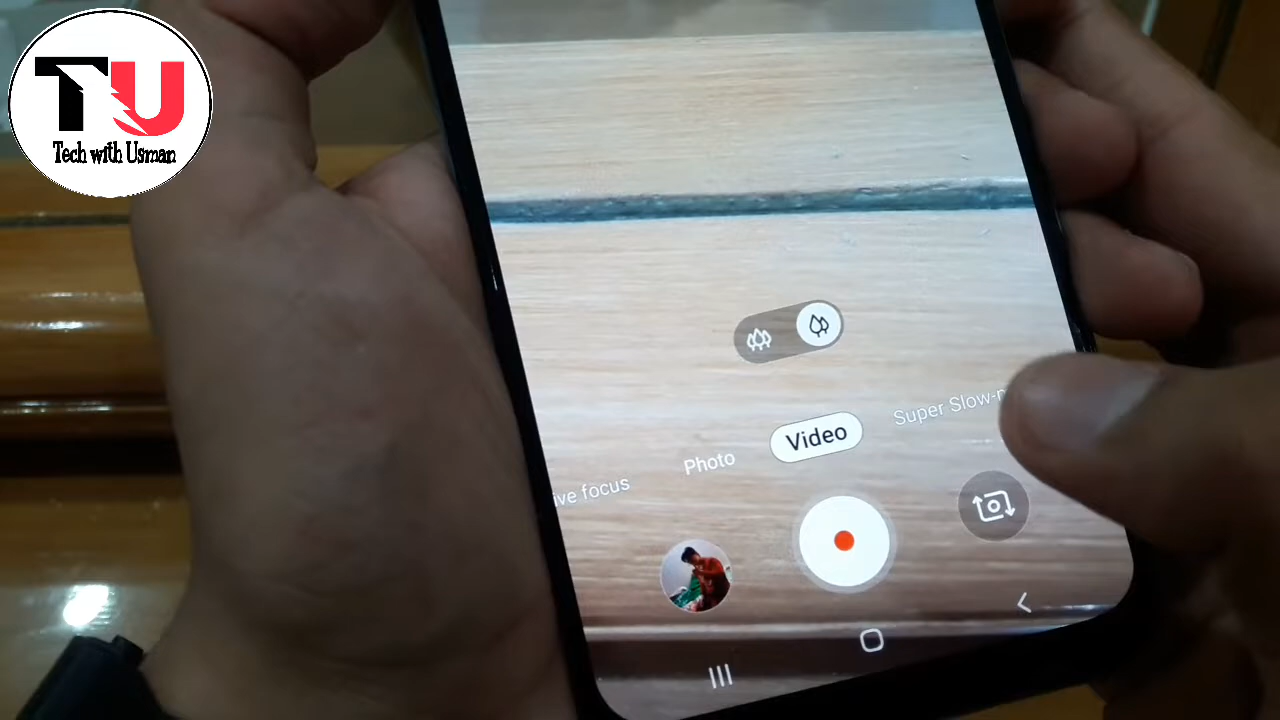 TU
Tech with Usman
Super Slow-m
Video
Photo
ive focus